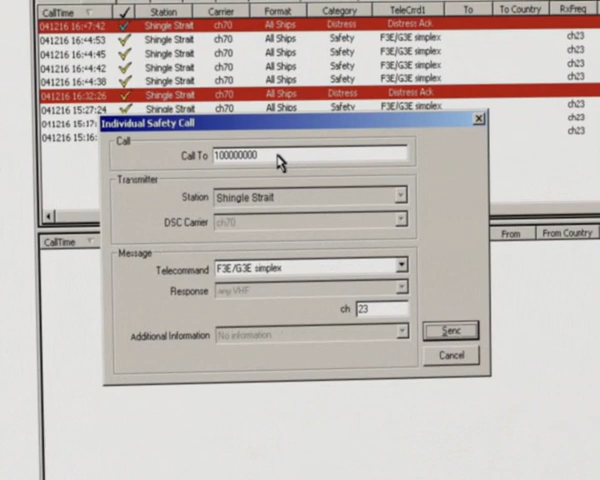 CallTime ✓ Station Carrier Format Category TeleCmd1 To To Country RxFreq
041216 16:47:42 ✓ Shingle Strait ch70 All Ships Distress Distress Ack
041216 16:44:53 ✓ Shingle Strait ch70 All Ships Safety F3E/G3E simplex ch23
041216 16:44:45 ✓ Shingle Strait ch70 All Ships Safety F3E/G3E simplex ch23
041216 16:44:42 ✓ Shingle Strait ch70 All Ships Safety F3E/G3E simplex ch23
041216 16:44:38 ✓ Shingle Strait ch70 All Ships Safety F3E/G3E simplex ch23
041216 16:32:26 ✓ Shingle Strait ch70 All Ships Distress Distress Ack
041216 15:27:24 ✓ Shingle Strait ch70 All Ships Safety F3E/G3E simplex ch23
041216 15:17: ch23
041216 15:16: ch23
Individual Safety Call
Call
Call To 100000000
Transmitter
Station Shingle Strait
DSC Carrier ch70
CallTime From From Country
Message
Telecommand F3E/G3E simplex
Response any VHF
ch 23
Additional Information No information
Send
Cancel